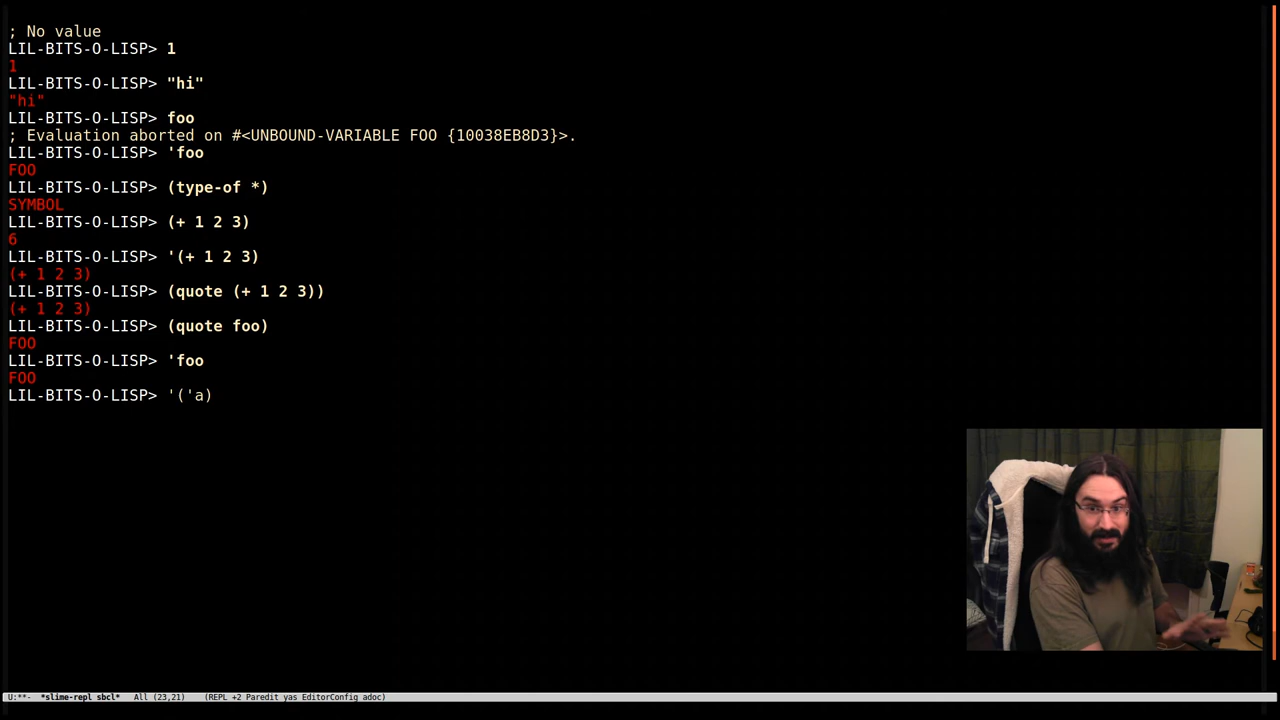 ; No value
LIL-BITS-O-LISP> 1
1
LIL-BITS-O-LISP> "hi"
"hi"
LIL-BITS-O-LISP> foo
; Evaluation aborted on #<UNBOUND-VARIABLE FOO {10038EB8D3}>.
LIL-BITS-O-LISP> 'foo
FOO
LIL-BITS-O-LISP> (type-of *)
SYMBOL
LIL-BITS-O-LISP> (+ 1 2 3)
6
LIL-BITS-O-LISP> '(+ 1 2 3)
(+ 1 2 3)
LIL-BITS-O-LISP> (quote (+ 1 2 3))
(+ 1 2 3)
LIL-BITS-O-LISP> (quote foo)
FOO
LIL-BITS-O-LISP> 'foo
FOO
LIL-BITS-O-LISP> '('a)
U:**-  *slime-repl sbcl*   All (23,21)    (REPL +2 Paredit yas EditorConfig adoc)